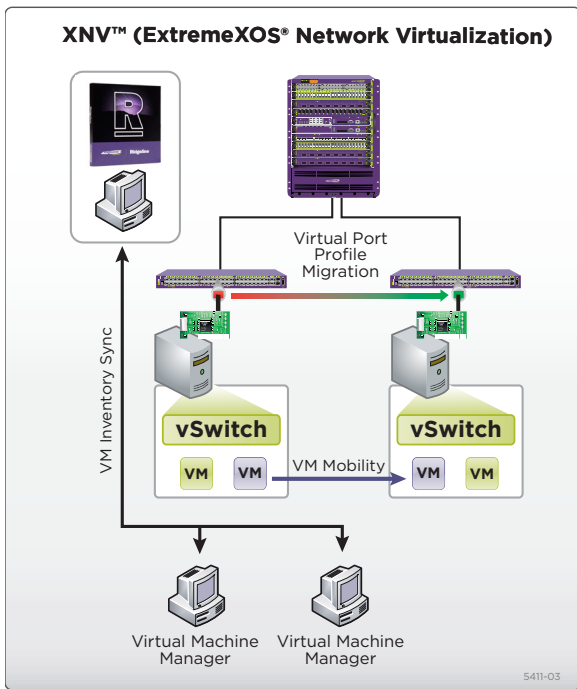 XNV™ (ExtremeXOS® Network Virtualization)
R
Ridgeline
Virtual Port
Profile
Migration
VM Inventory Sync
vSwitch
vSwitch
VM
VM
VM Mobility
VM
VM
Virtual Machine
Manager
Virtual Machine
Manager
5411-03